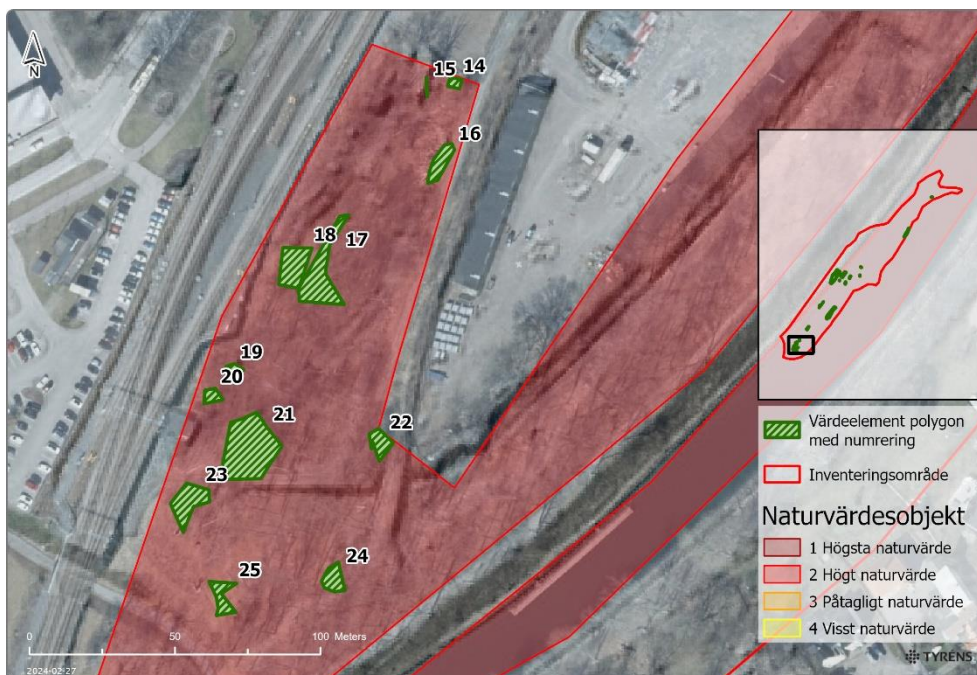 N
15
14
16
18
17
19
20
21
22
23
24
25
0
50
100 Meters
2024-02-27
Värdeelement polygon
med numrering
Inventeringsområde
Naturvärdesobjekt
1 Högsta naturvärde
2 Högt naturvärde
3 Påtagligt naturvärde
4 Visst naturvärde
TYRÉNS